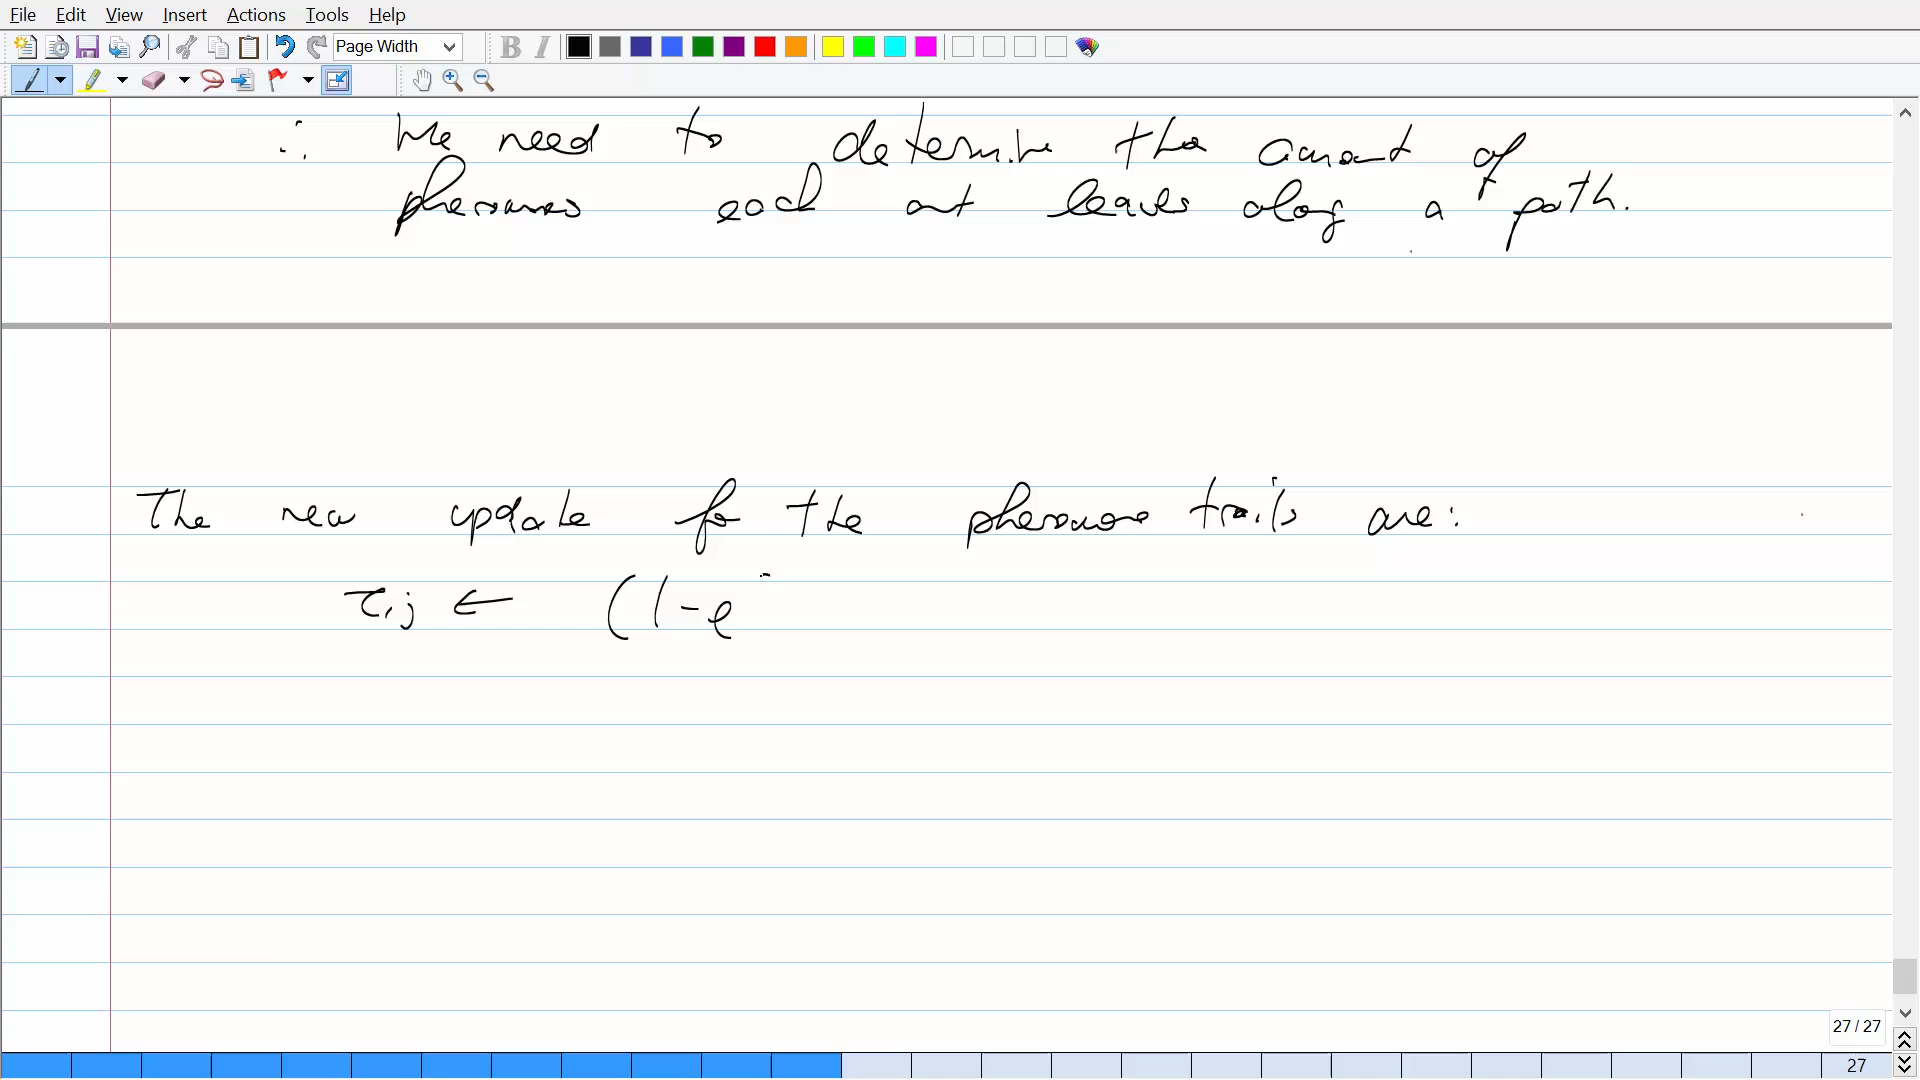 File Edit View Insert Actions Tools Help
Page Width
B I
∴ We need to determine the amount of
pheromones each ant leaves along a path.
The new update for the pheromone trails are:
τij ← (1-ρ
27 / 27
27